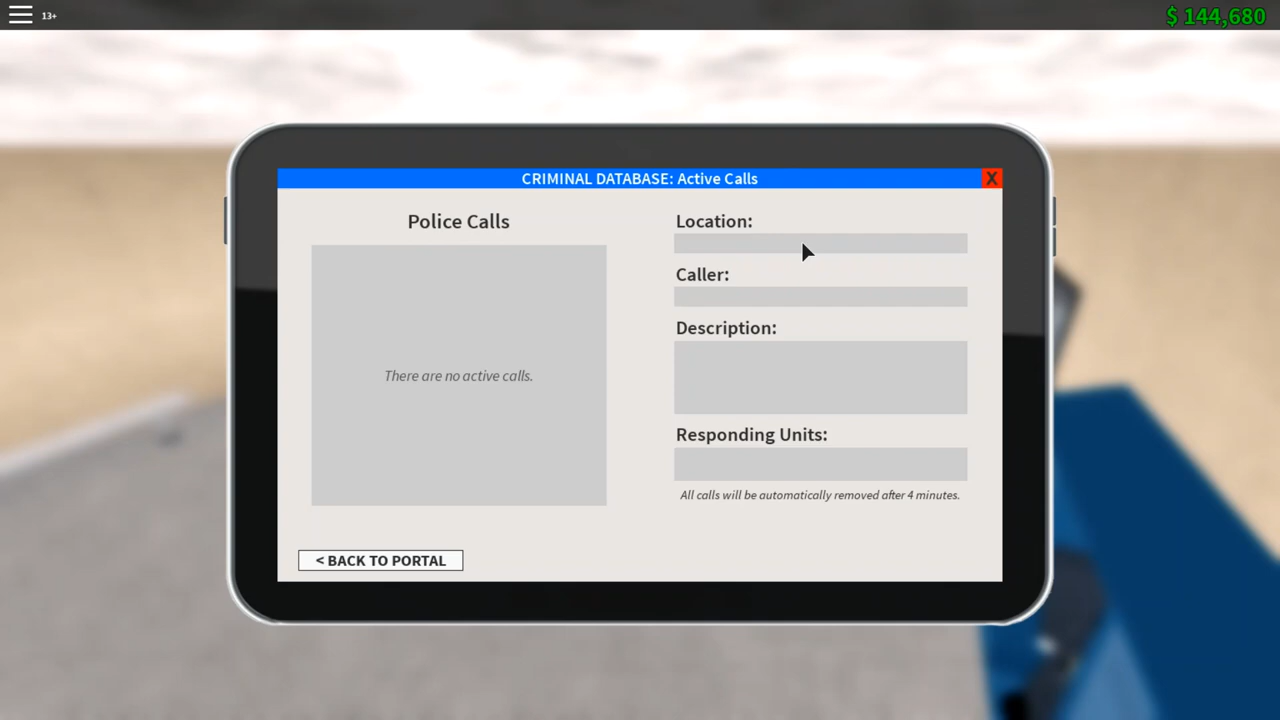 13+
$ 144,680
CRIMINAL DATABASE: Active Calls
X
Police Calls
There are no active calls.
Location:
Caller:
Description:
Responding Units:
All calls will be automatically removed after 4 minutes.
< BACK TO PORTAL